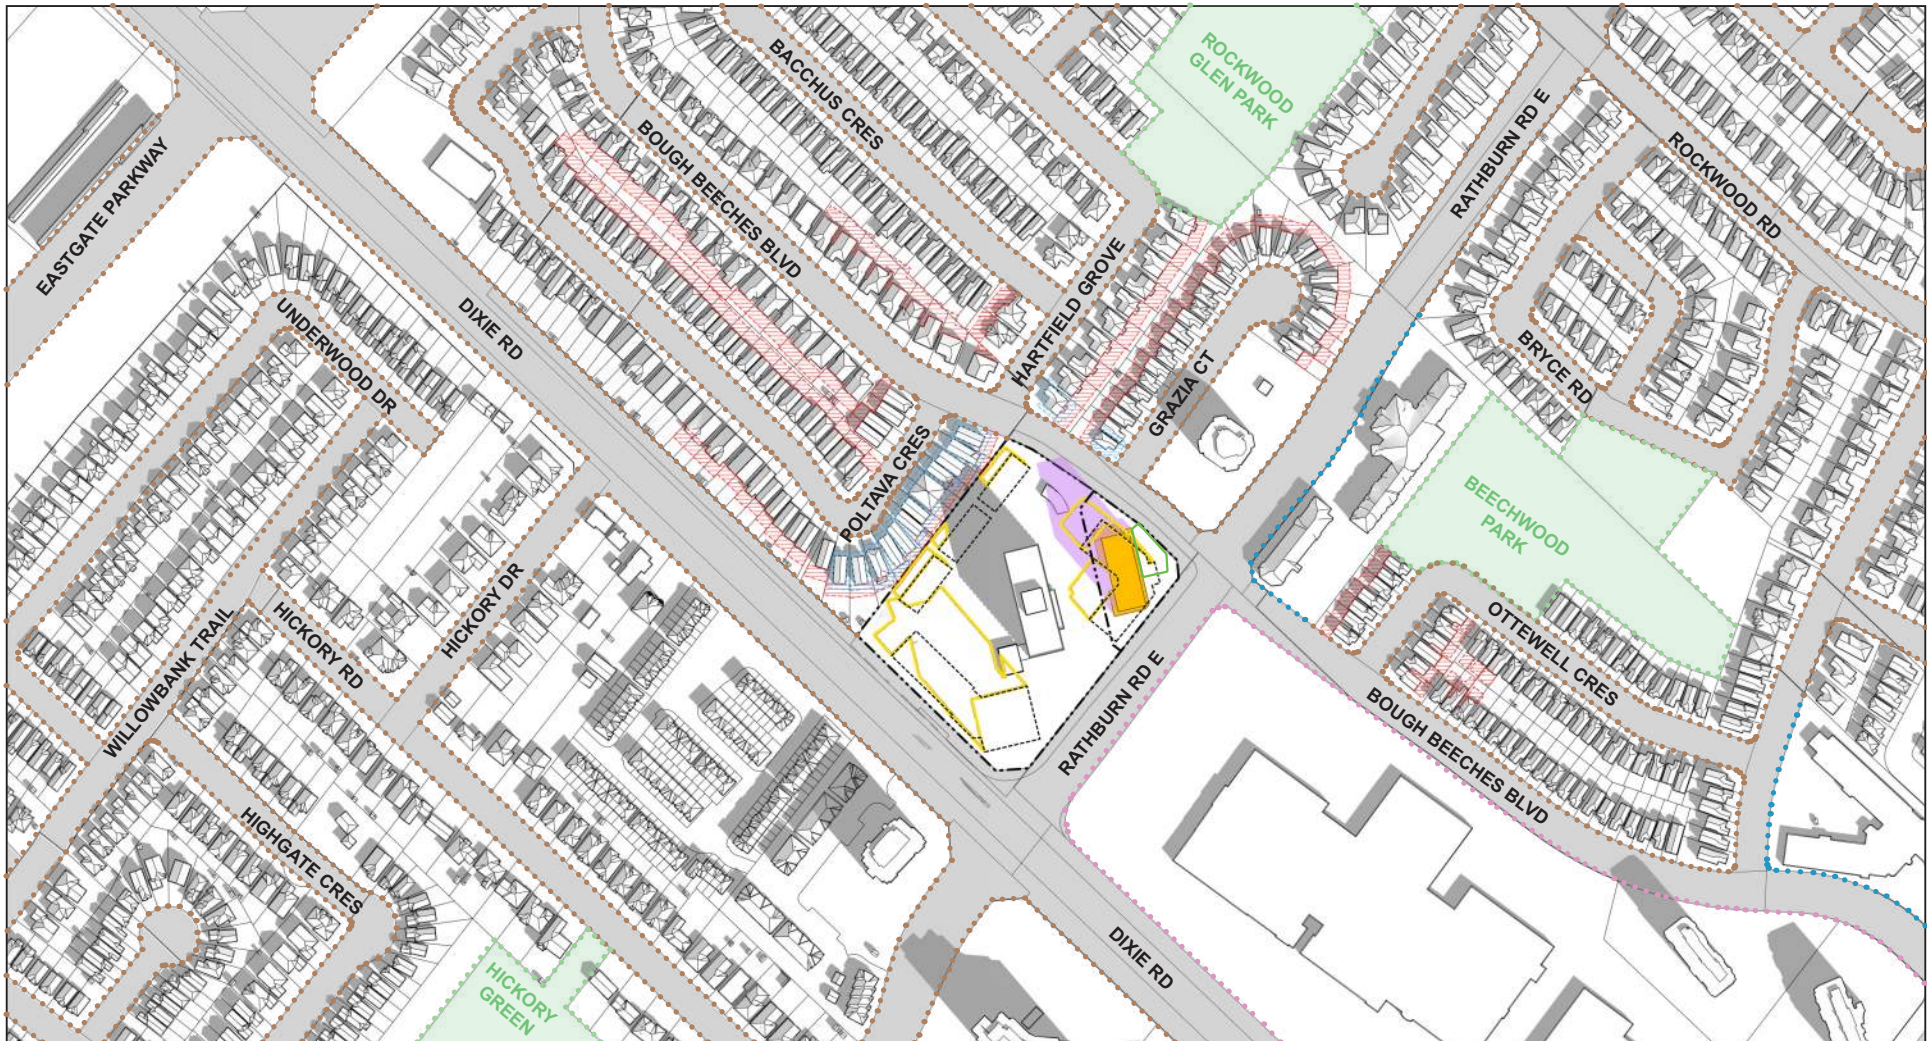 BACCHUS CRES
ROCKWOOD
GLEN PARK
RATHBURN RD E
ROCKWOOD RD
BOUGH BEECHES BLVD
EASTGATE PARKWAY
HARTFIELD GROVE
UNDERWOOD DR
DIXIE RD
GRAZIA CT
BRYCE RD
POLTAVA CRES
BEECHWOOD
PARK
HICKORY DR
HICKORY RD
WILLOWBANK TRAIL
OTTEWELL CRES
RATHBURN RD E
BOUGH BEECHES BLVD
HIGHGATE CRES
DIXIE RD
HICKORY
GREEN